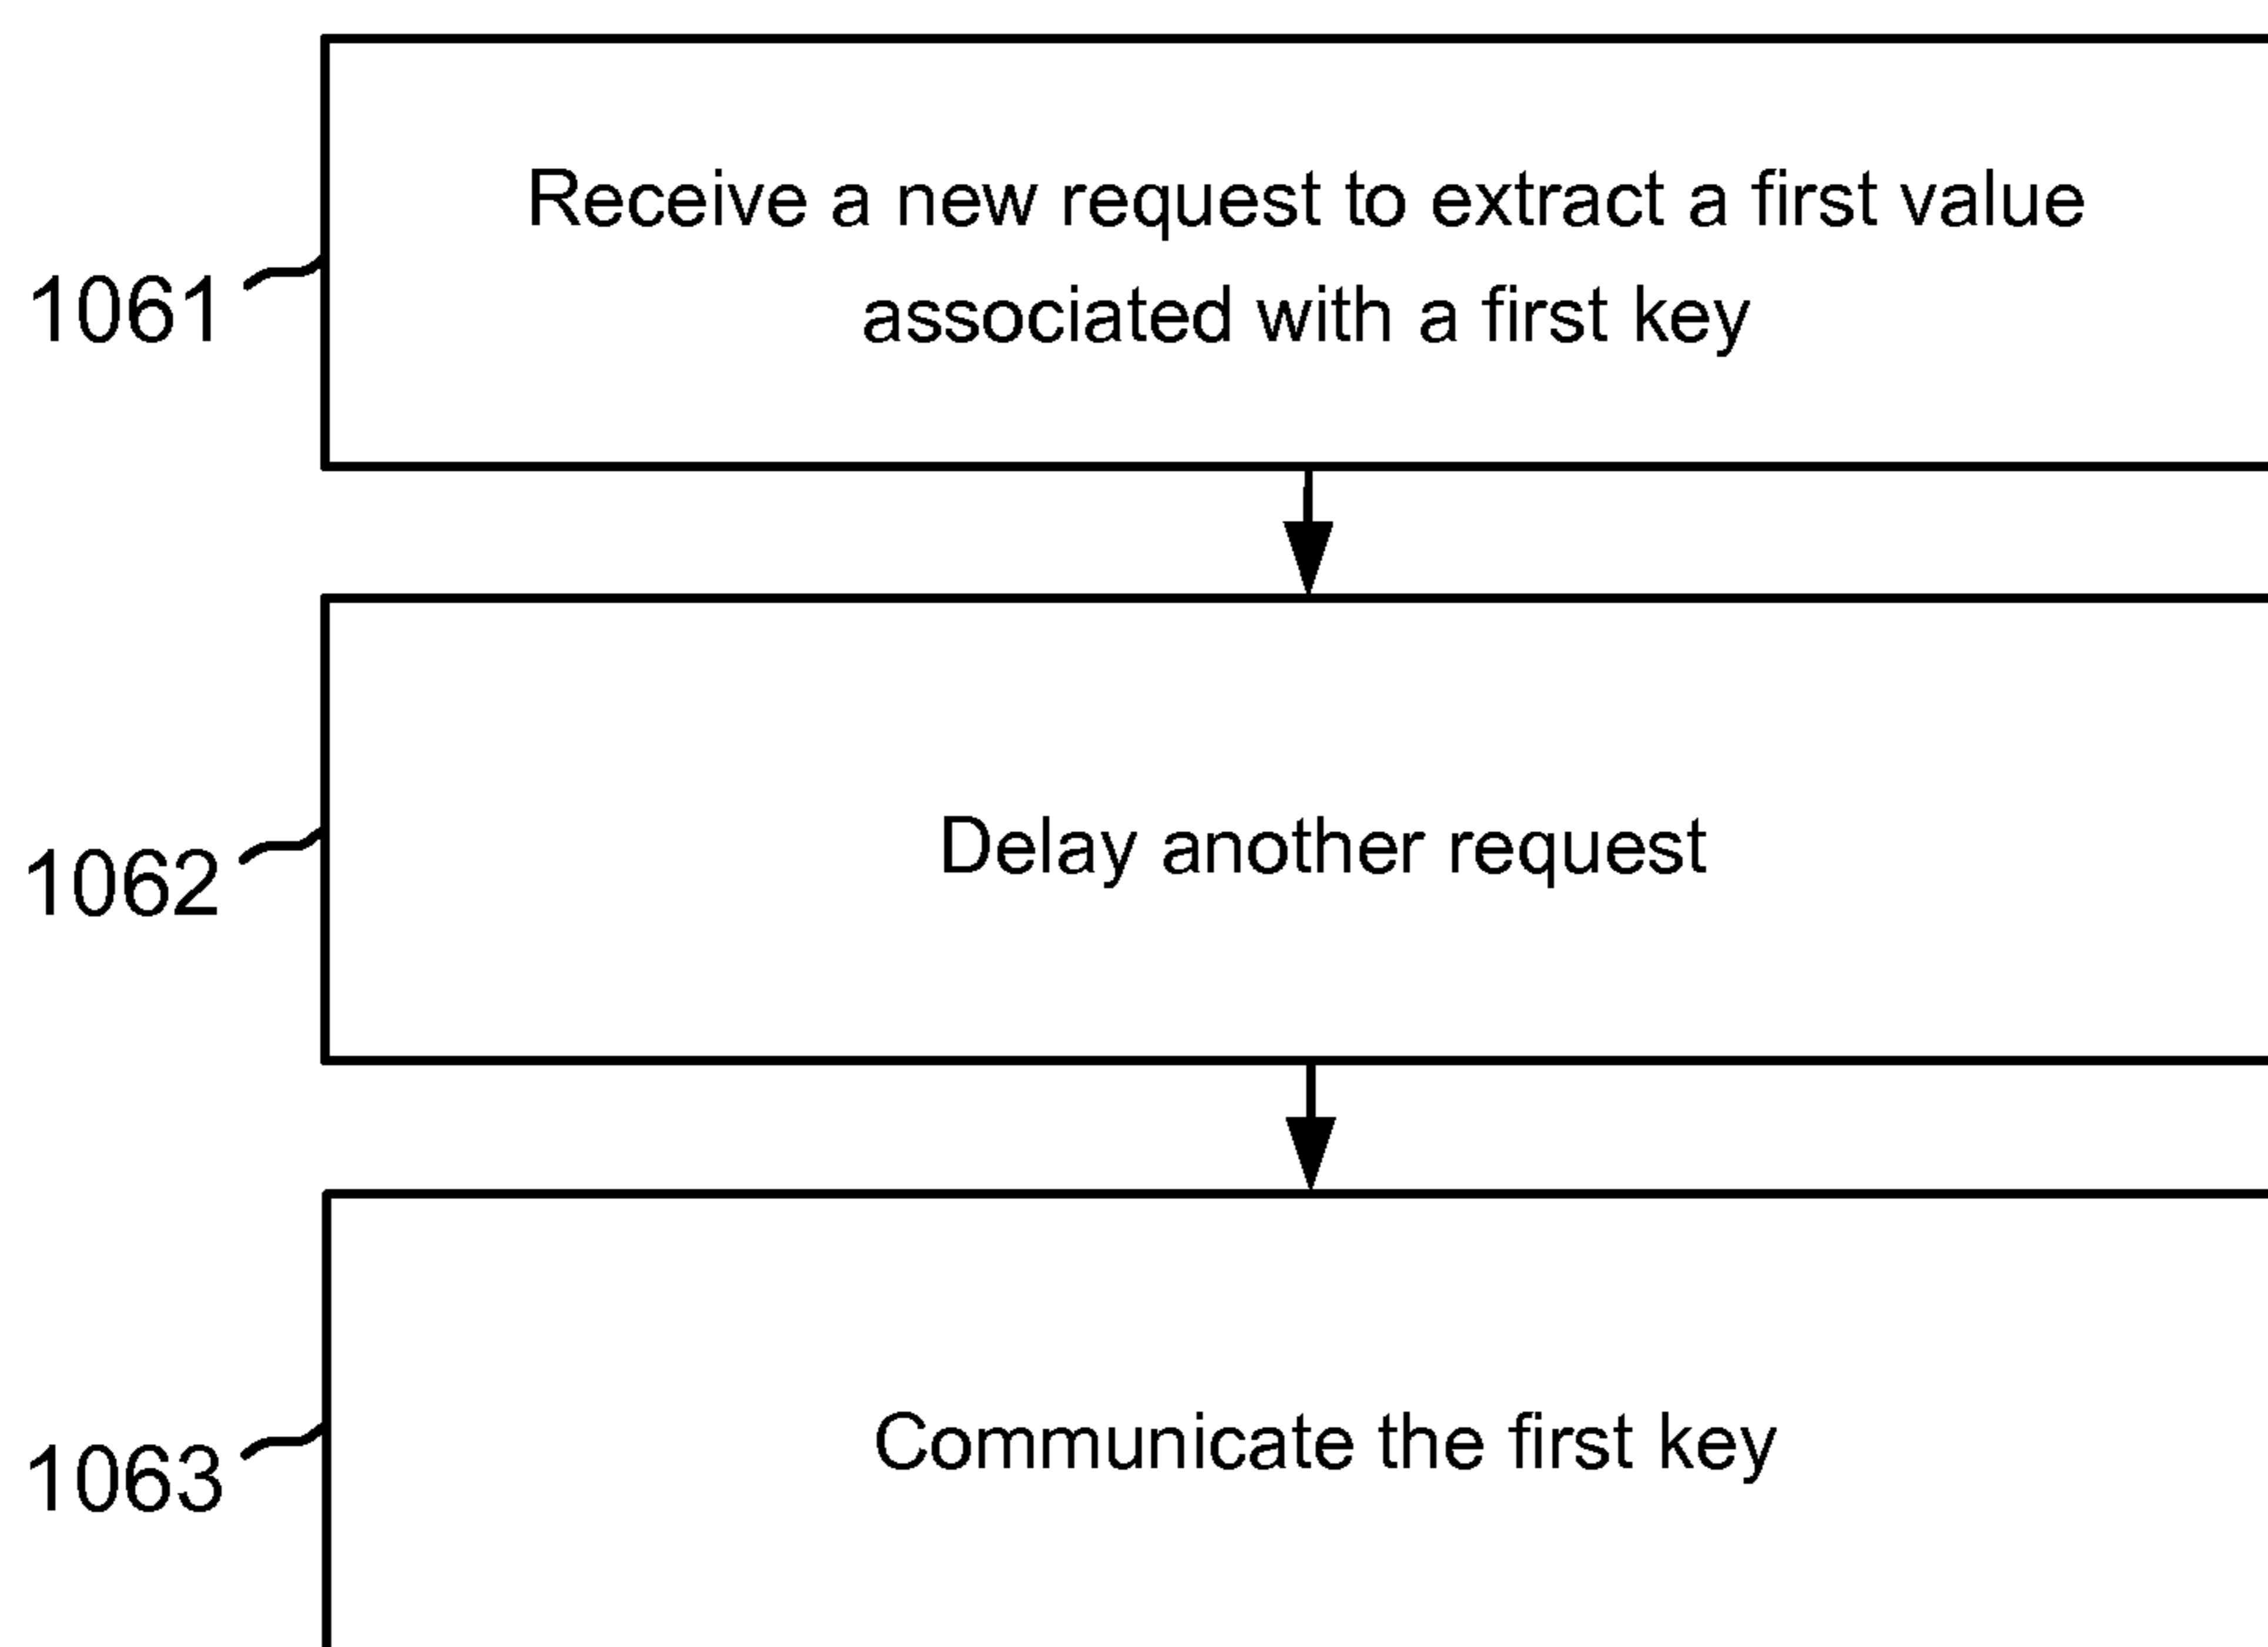 Receive a new request to extract a first value
associated with a first key
1061
Delay another request
1062
Communicate the first key
1063